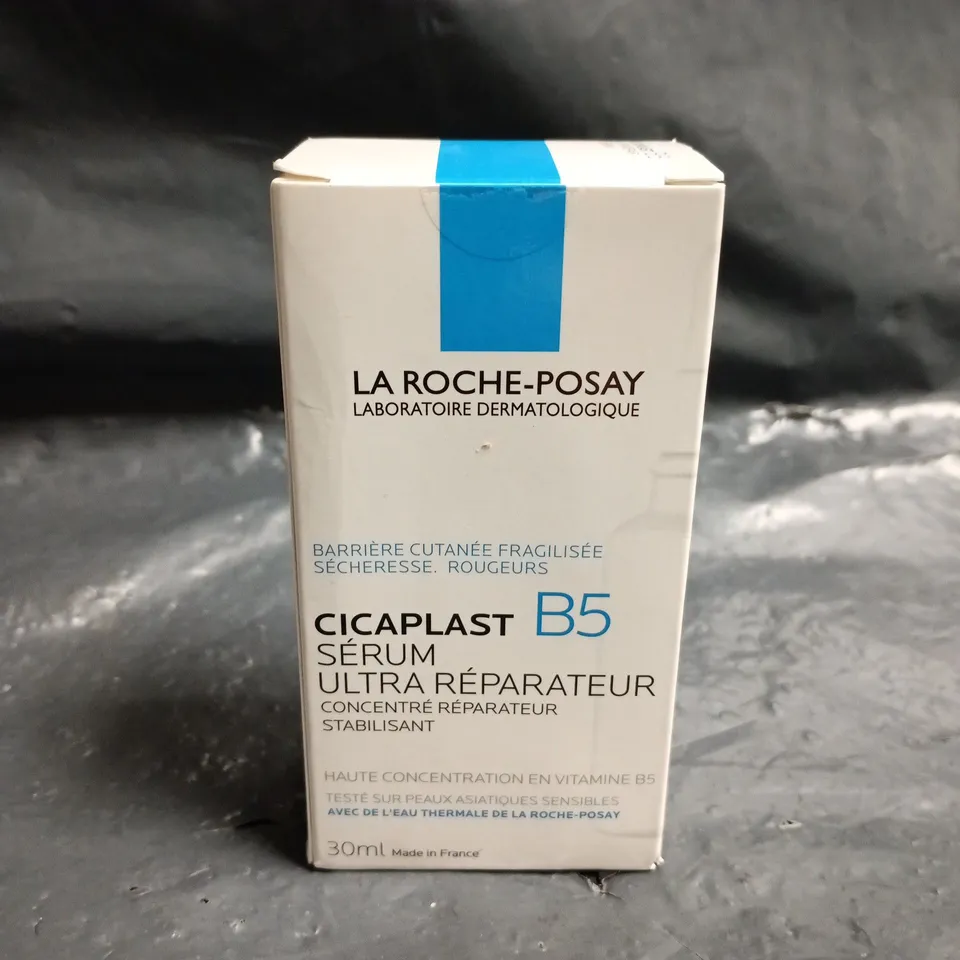 LA ROCHE-POSAY
LABORATOIRE DERMATOLOGIQUE
BARRIÈRE CUTANÉE FRAGILISÉE
SÉCHERESSE. ROUGEURS
CICAPLAST B5
SÉRUM
ULTRA RÉPARATEUR
CONCENTRÉ RÉPARATEUR
STABILISANT
HAUTE CONCENTRATION EN VITAMINE B5
TESTÉ SUR PEAUX ASIATIQUES SENSIBLES
AVEC DE L'EAU THERMALE DE LA ROCHE-POSAY
30ml Made in France